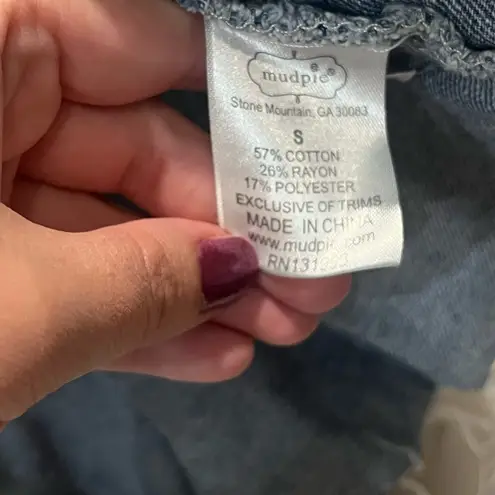 mudpie®
Stone Mountain, GA 30083
S
57% COTTON
26% RAYON
17% POLYESTER
EXCLUSIVE OF TRIMS
MADE IN CHINA
www.mudpie.com